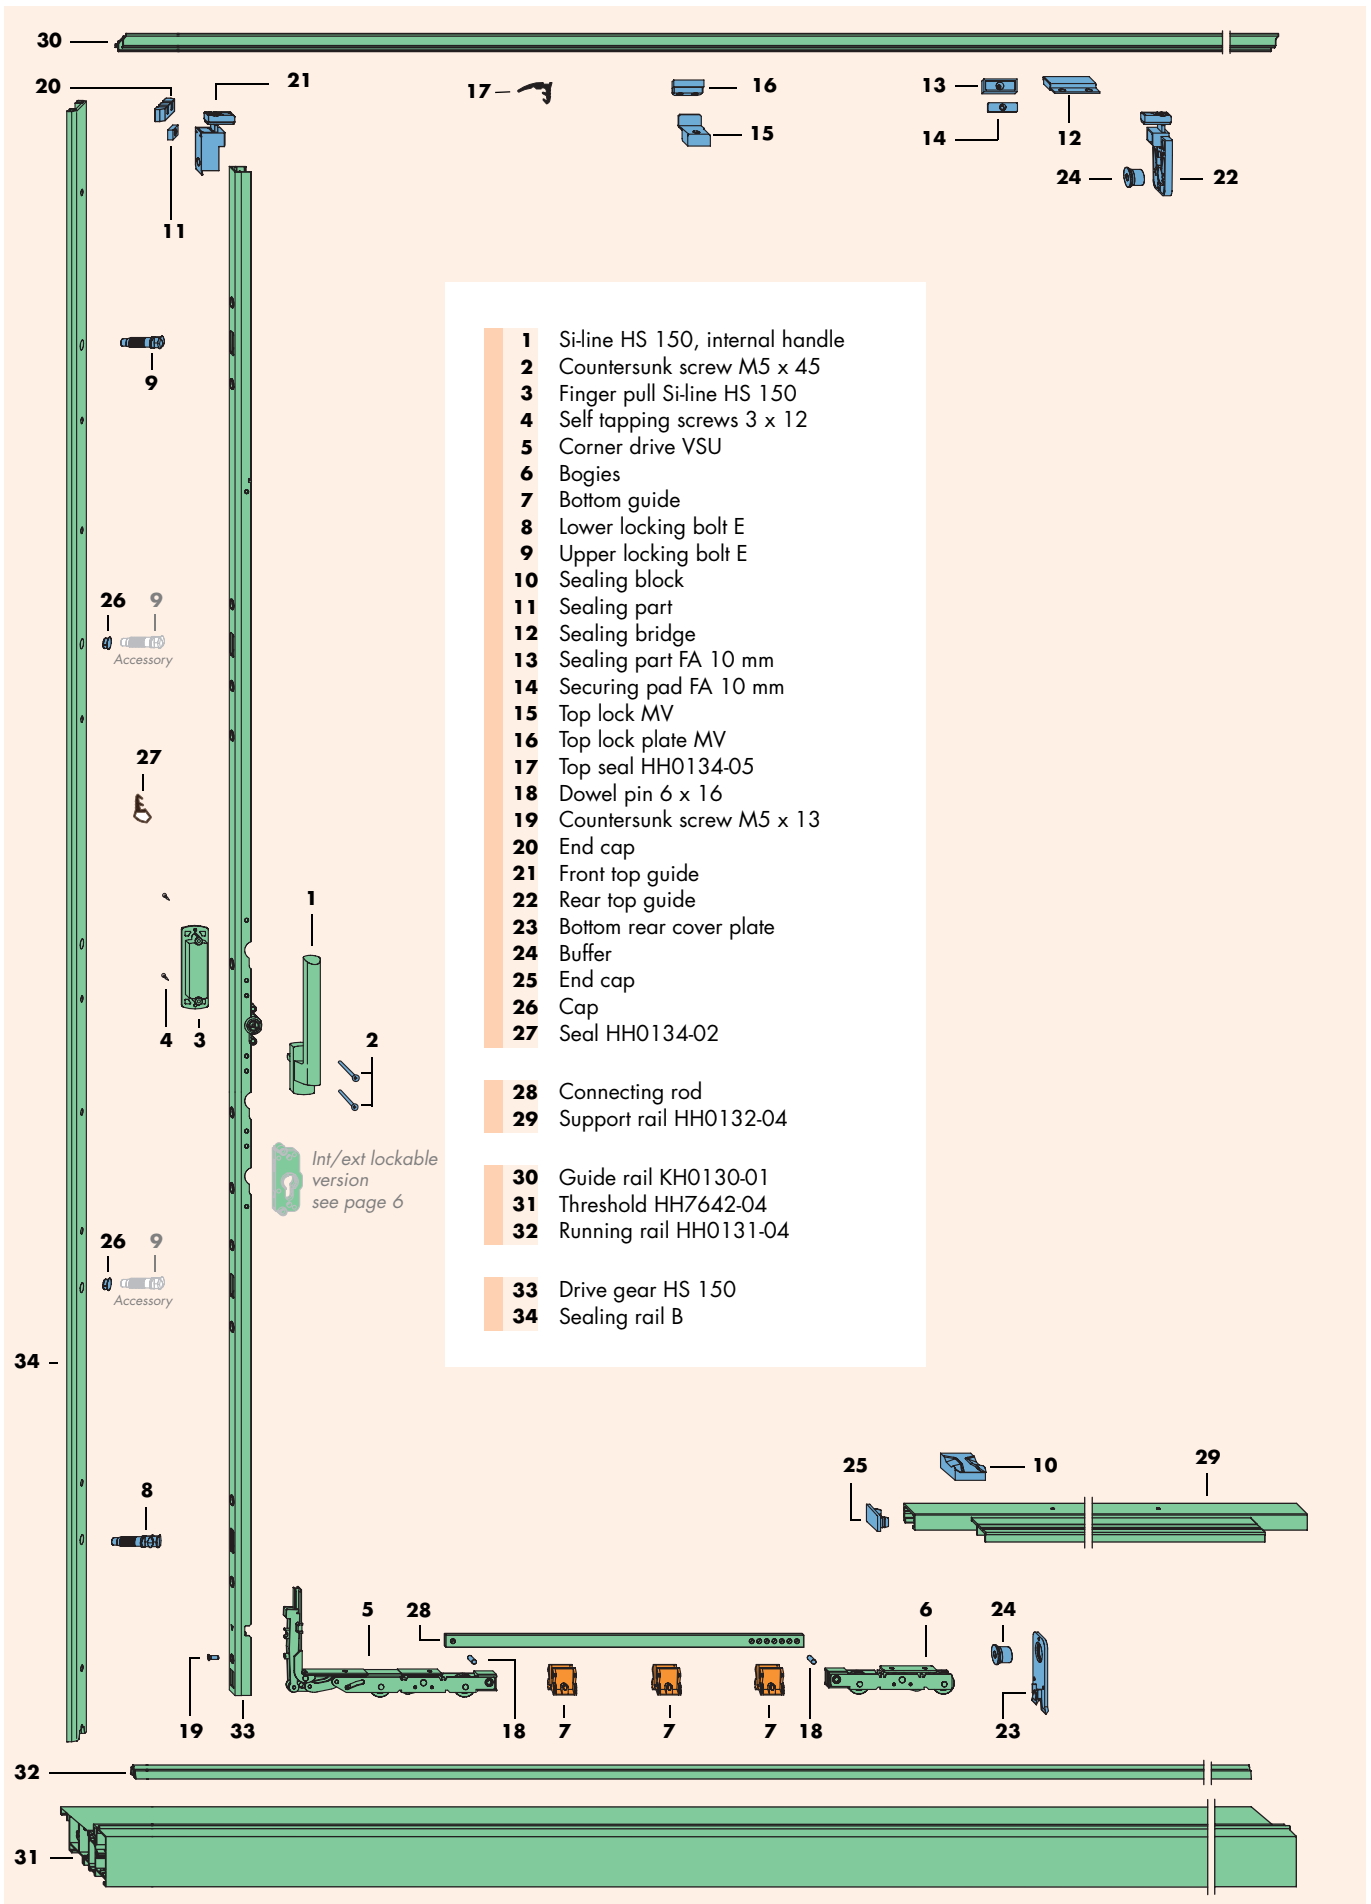 30
20
21
17
16
13
15
14
12
24
22
11
9
1 Si-line HS 150, internal handle
2 Countersunk screw M5 x 45
3 Finger pull Si-line HS 150
4 Self tapping screws 3 x 12
5 Corner drive VSU
6 Bogies
7 Bottom guide
8 Lower locking bolt E
9 Upper locking bolt E
10 Sealing block
11 Sealing part
12 Sealing bridge
13 Sealing part FA 10 mm
14 Securing pad FA 10 mm
15 Top lock MV
16 Top lock plate MV
17 Top seal HH0134-05
18 Dowel pin 6 x 16
19 Countersunk screw M5 x 13
20 End cap
21 Front top guide
22 Rear top guide
23 Bottom rear cover plate
24 Buffer
25 End cap
26 Cap
27 Seal HH0134-02
28 Connecting rod
29 Support rail HH0132-04
30 Guide rail KH0130-01
31 Threshold HH7642-04
32 Running rail HH0131-04
33 Drive gear HS 150
34 Sealing rail B
26 9
Accessory
27
1
4 3
2
Int/ext lockable
version
see page 6
26 9
Accessory
34
8
25
10
29
5
28
6
24
19
33
18
7
7
7
18
23
32
31